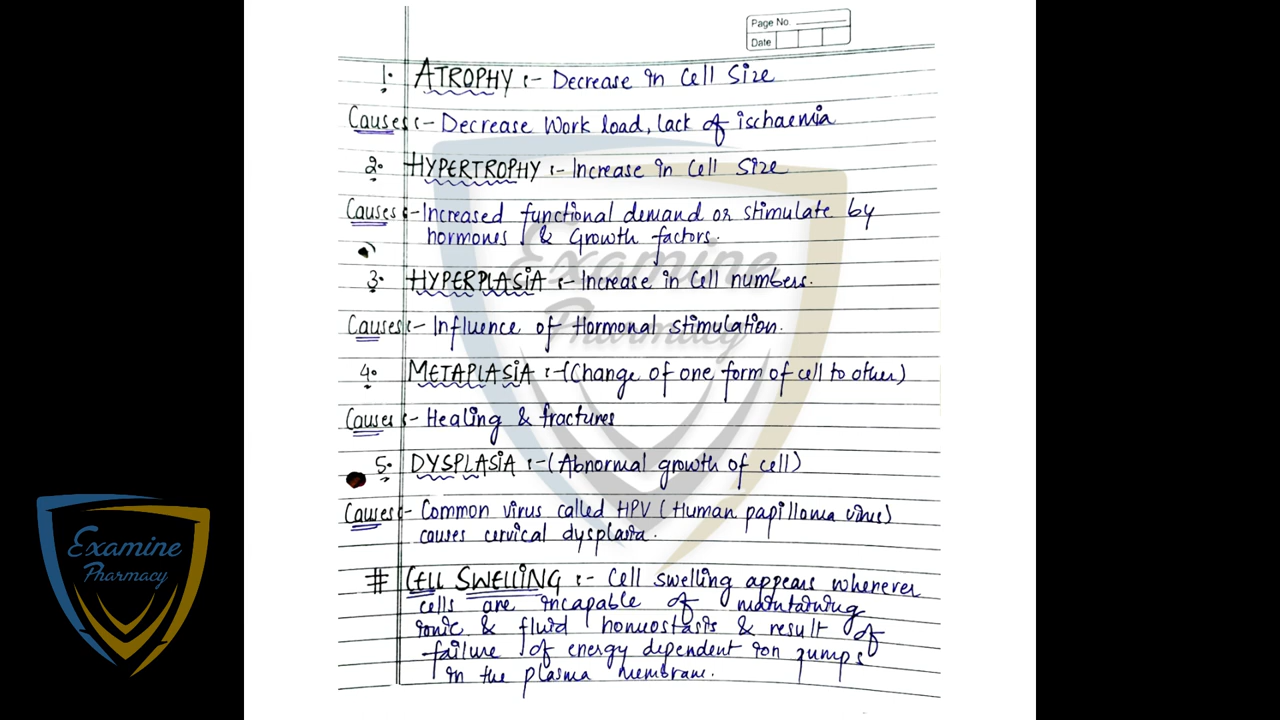 Page No.
Date
1. ATROPHY :- Decrease in Cell Size
Causes :- Decrease Work load, lack of ischaemia
2. HYPERTROPHY :- Increase in Cell Size
Causes :- Increased functional demand or stimulate by
hormones & Growth factors.
3. HYPERPLASIA :- Increase in Cell numbers.
Causes :- Influence of Hormonal stimulation.
4. METAPLASIA :- (Change of one form of cell to other)
Causes :- Healing & fractures
5. DYSPLASIA :- (Abnormal growth of cell)
Causes :- Common virus called HPV (Human papilloma virus)
causes cervical dysplasia.
# CELL SWELLING :- Cell swelling appears whenever
cells are incapable of maintaining
ionic & fluid homeostasis & result of
failure of energy dependent ion pumps
in the plasma membrane.
Examine
Pharmacy
Examine
Pharmacy